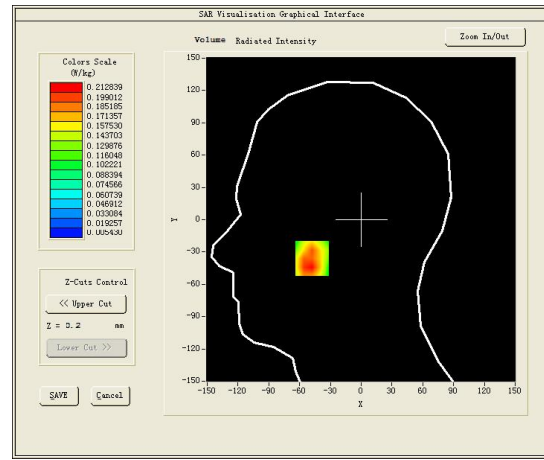 SAR Visualisation Graphical Interface
Volume Radiated Intensity
Zoom In/Out
Colors Scale
(W/kg)
0.212839
0.199012
0.185185
0.171357
0.157530
0.143703
0.129876
0.116048
0.102221
0.088394
0.074566
0.060739
0.046912
0.033084
0.019257
0.005430
Z-Cuts Control
<< Upper Cut
Z = 0.2 mm
Lower Cut >>
SAVE Cancel
150
120
90
60
30
Y 0
-30
-60
-90
-120
-150
-150 -120 -90 -60 -30 0 30 60 90 120 150
X